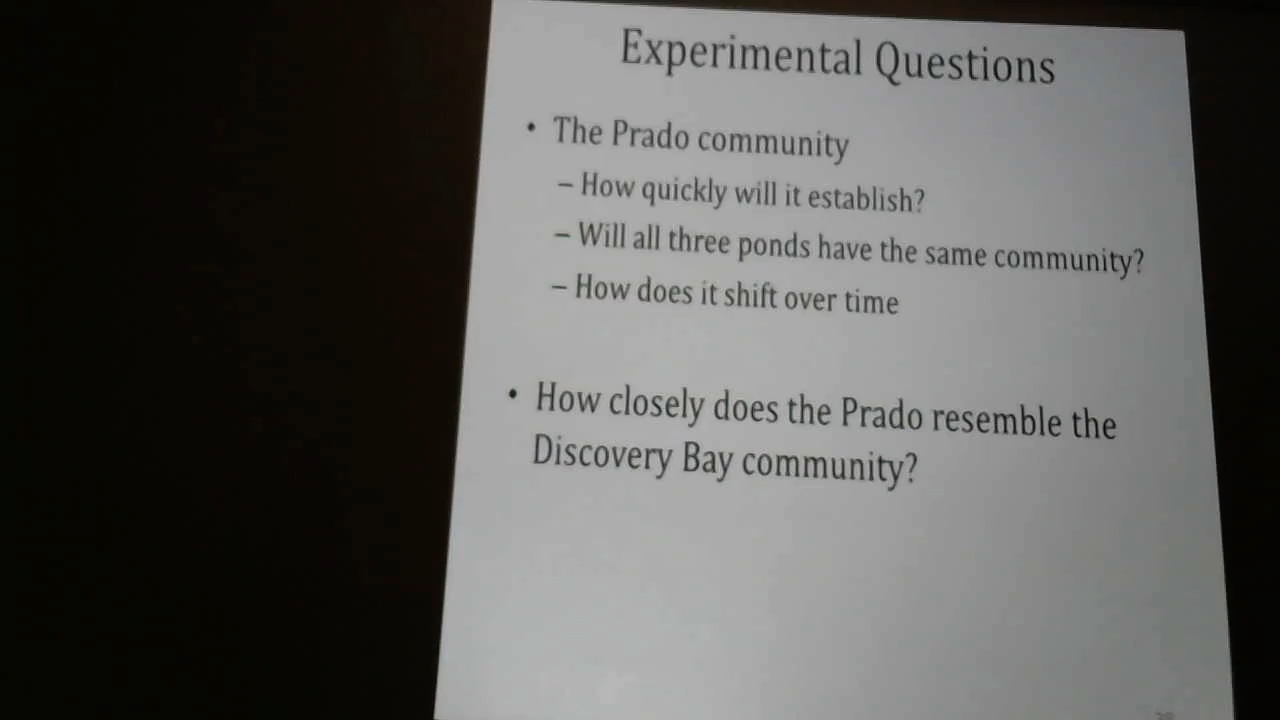 Experimental Questions
• The Prado community
– How quickly will it establish?
– Will all three ponds have the same community?
– How does it shift over time
• How closely does the Prado resemble the
Discovery Bay community?